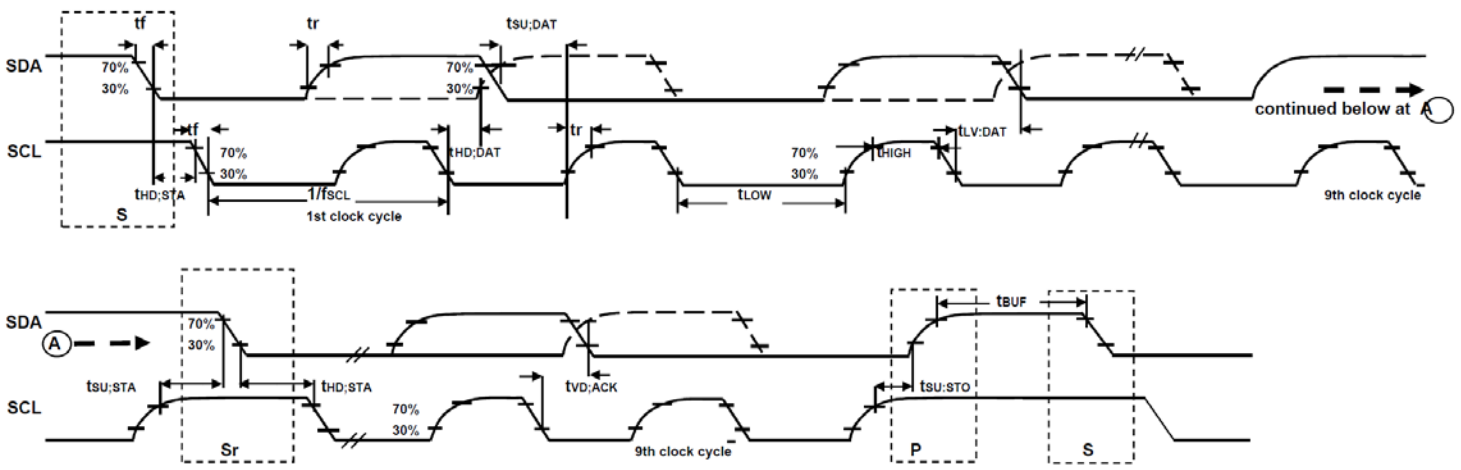 tf tr tSU;DAT
SDA 70% 70%
30% 30%
continued below at A
tf tr tLV:DAT
SCL 70% tHD;DAT 70% tHIGH
30% 30%
tHD;STA 1/fSCL tLOW
S 1st clock cycle 9th clock cycle
tBUF
SDA 70%
A 30%
tSU;STA tHD;STA tVD;ACK tSU:STO
SCL 70%
30%
Sr 9th clock cycle P S